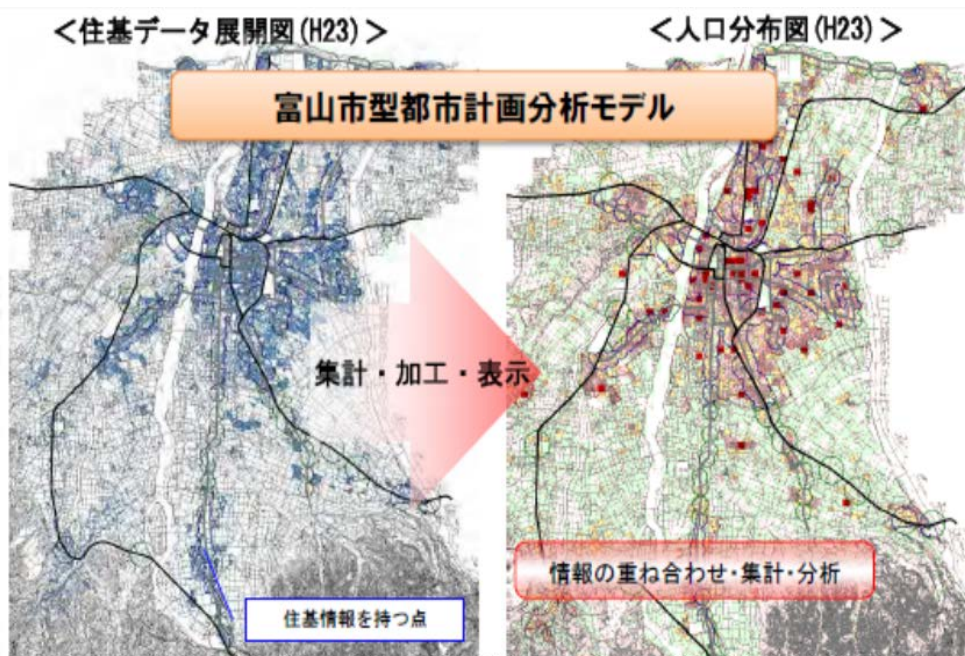 ＜住基データ展開図(H23)＞
＜人口分布図(H23)＞
富山市型都市計画分析モデル
集計・加工・表示
情報の重ね合わせ・集計・分析
住基情報を持つ点